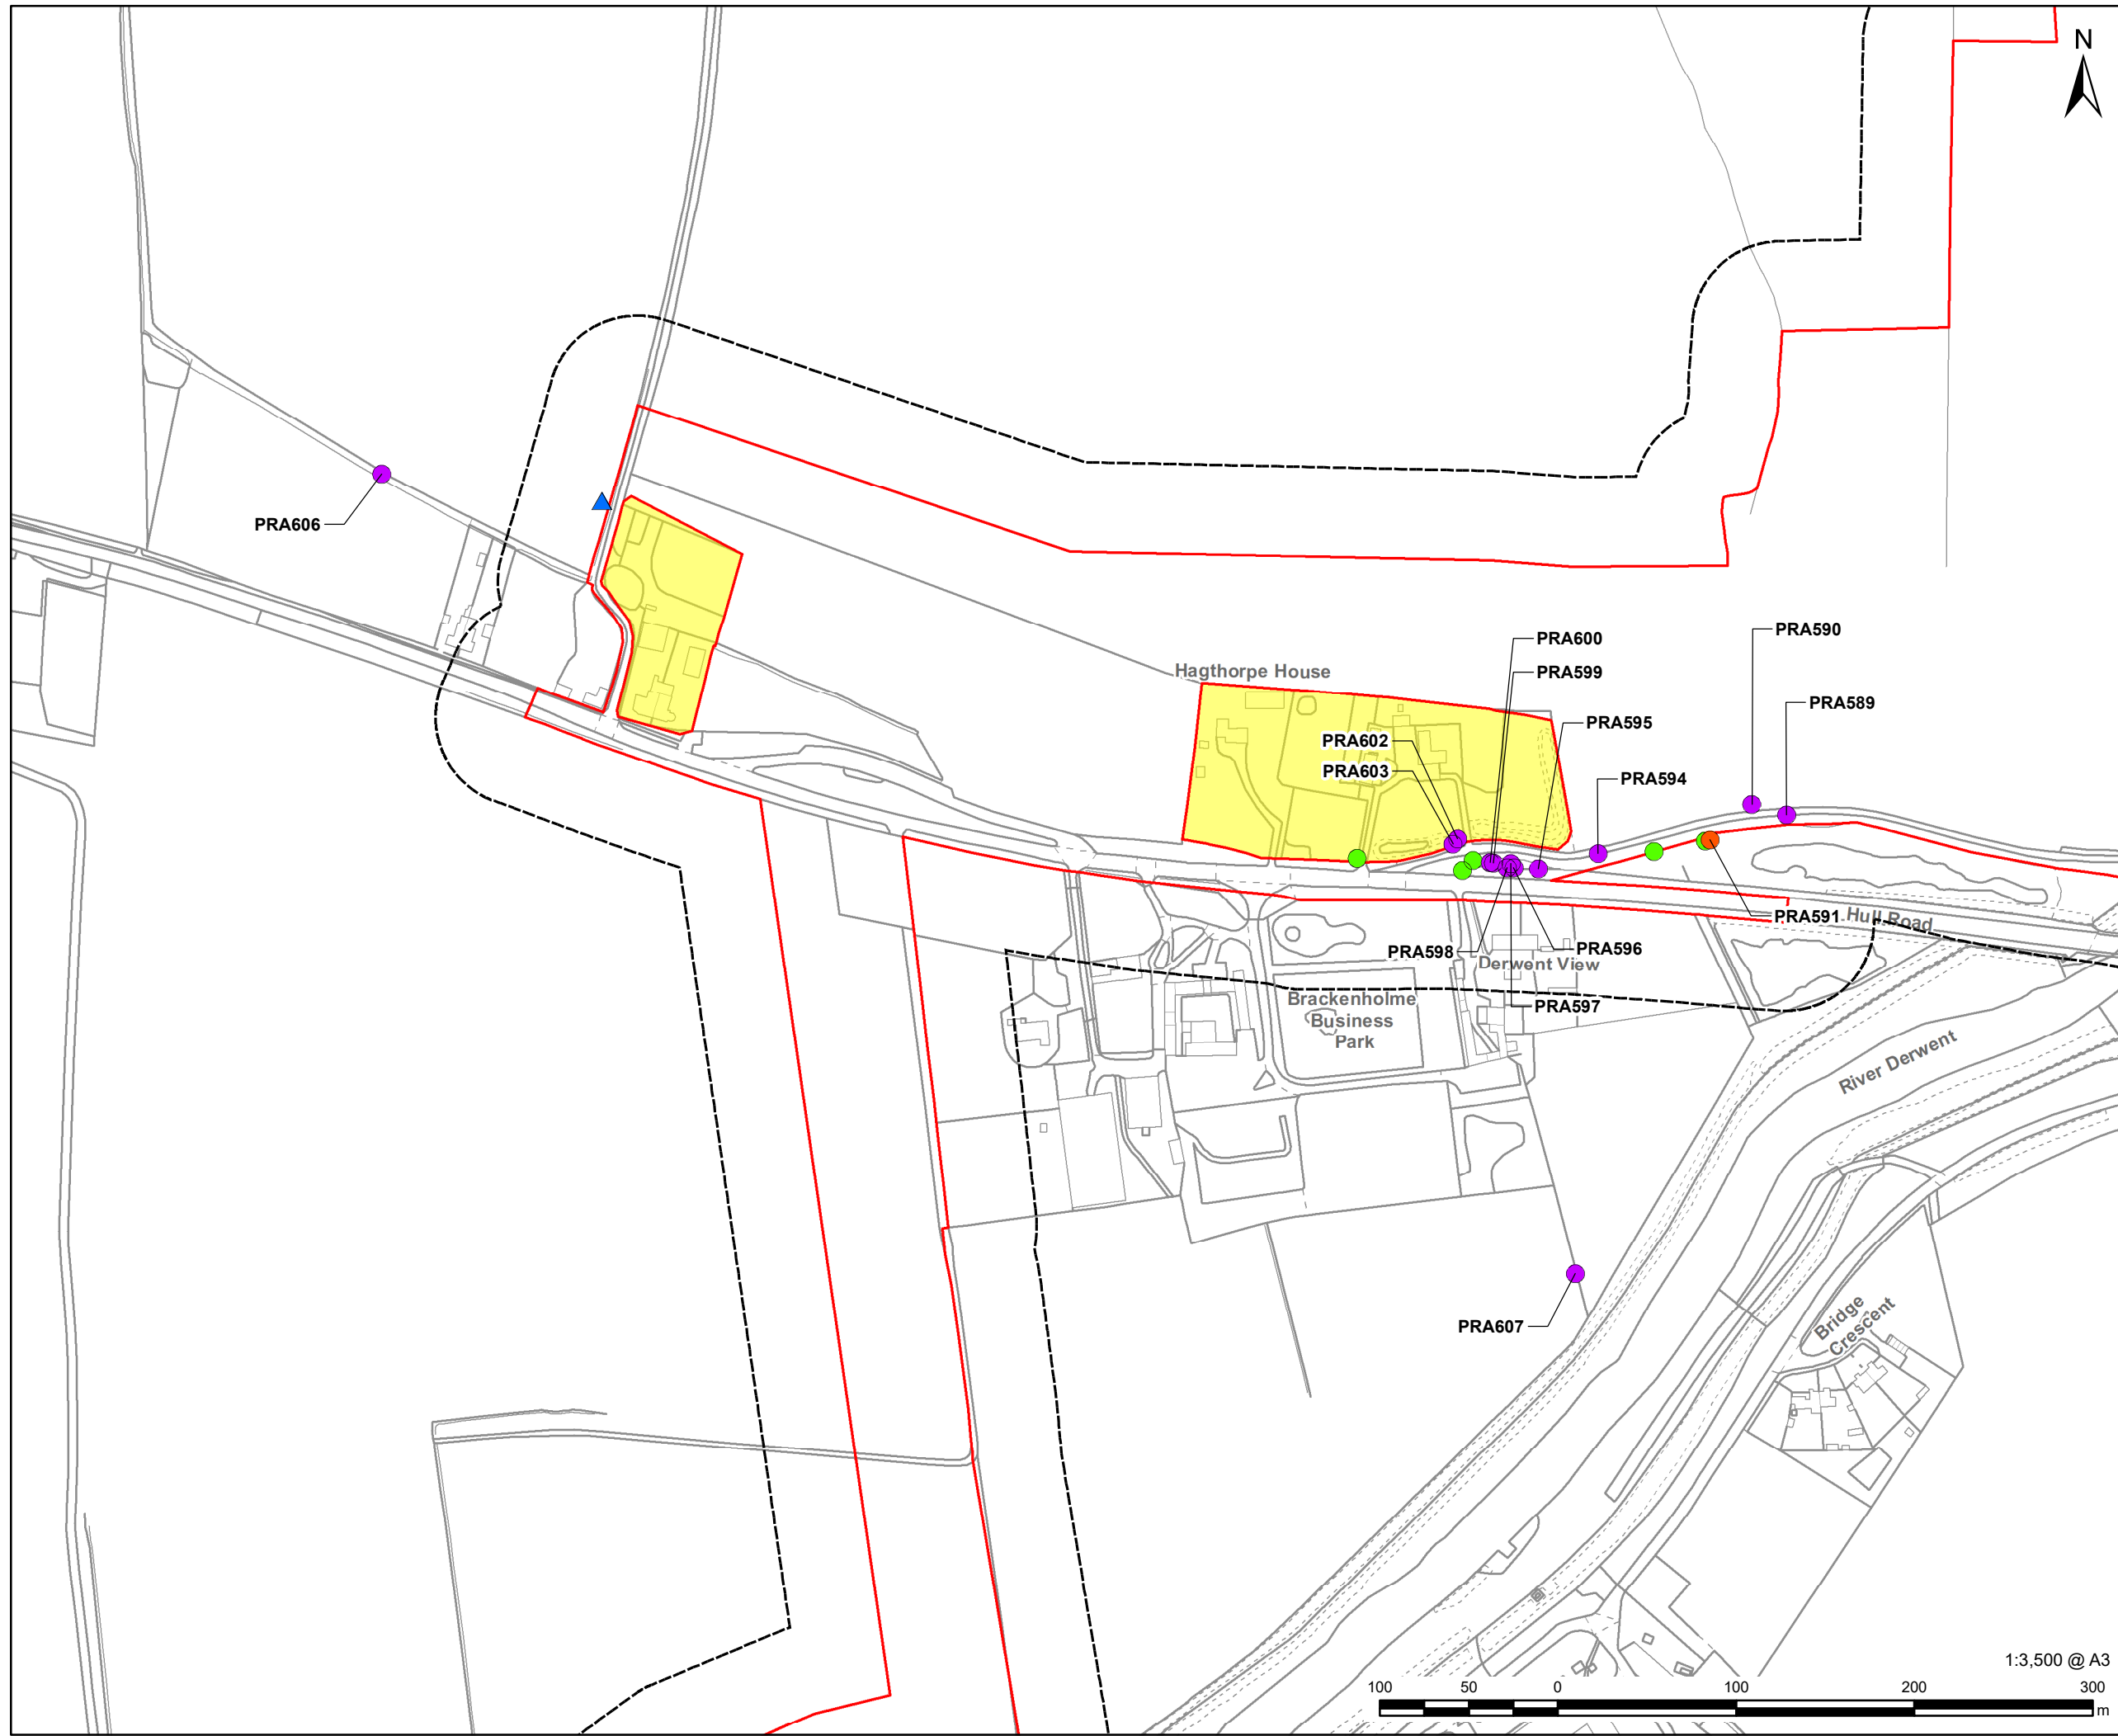 N
PRA606
PRA600
PRA590
Hagthorpe House
PRA599
PRA589
PRA595
PRA602
PRA603
PRA594
PRA591
Hull Road
PRA598
PRA596
Derwent View
PRA597
Brackenholme
Business
Park
River Derwent
PRA607
Bridge
Crescent
1:3,500 @ A3
100 50 0 100 200 300
m